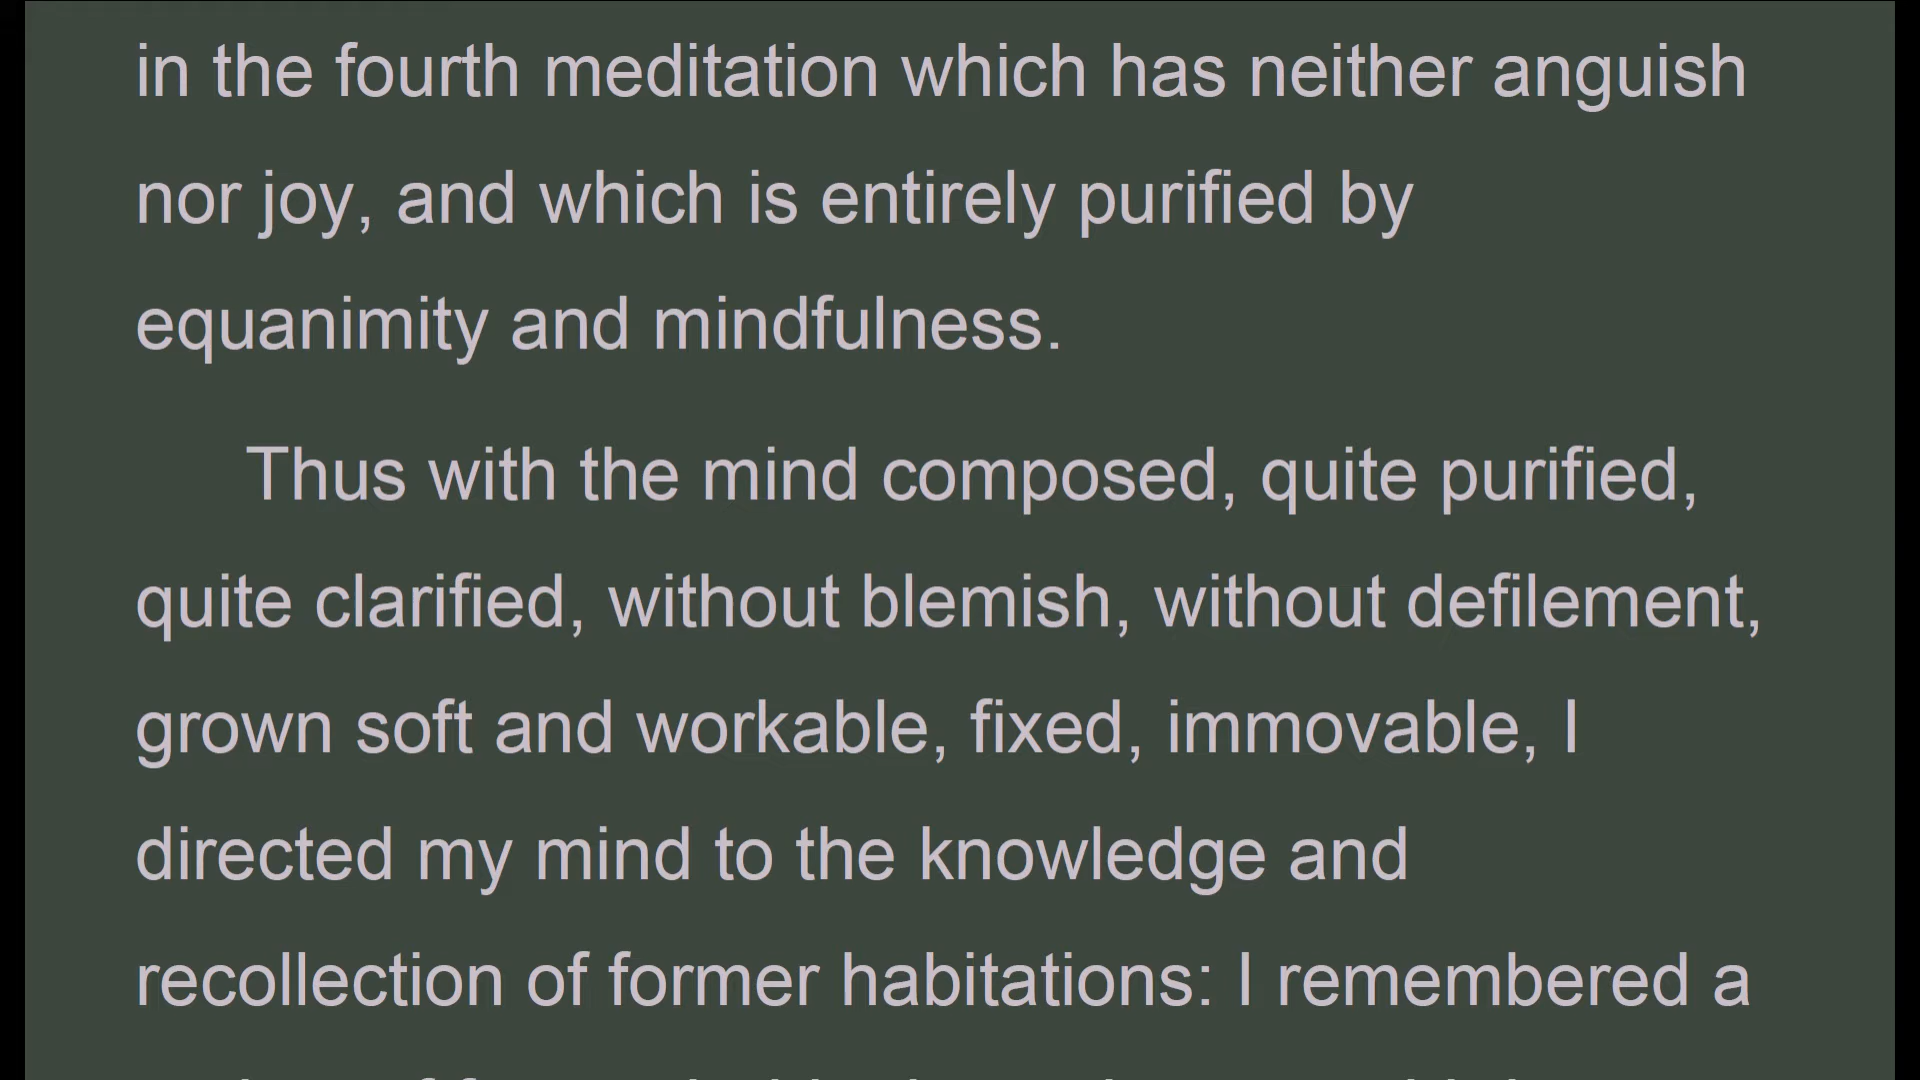 in the fourth meditation which has neither anguish
nor joy, and which is entirely purified by
equanimity and mindfulness.
Thus with the mind composed, quite purified,
quite clarified, without blemish, without defilement,
grown soft and workable, fixed, immovable, I
directed my mind to the knowledge and
recollection of former habitations: I remembered a